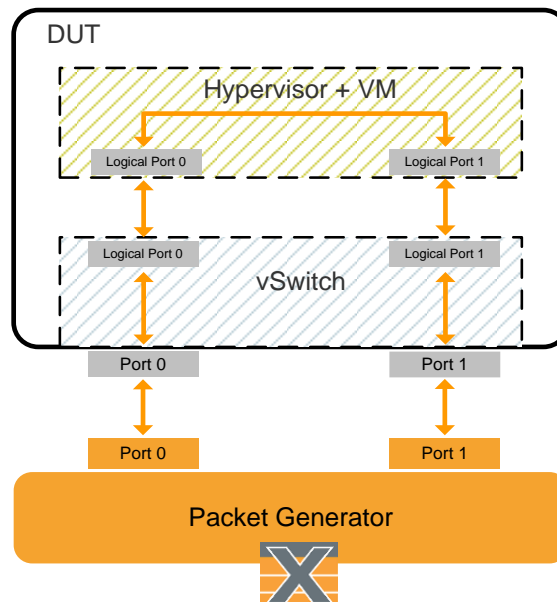 DUT
Hypervisor + VM
Logical Port 0
Logical Port 1
Logical Port 0
Logical Port 1
vSwitch
Port 0
Port 1
Port 0
Port 1
Packet Generator
X